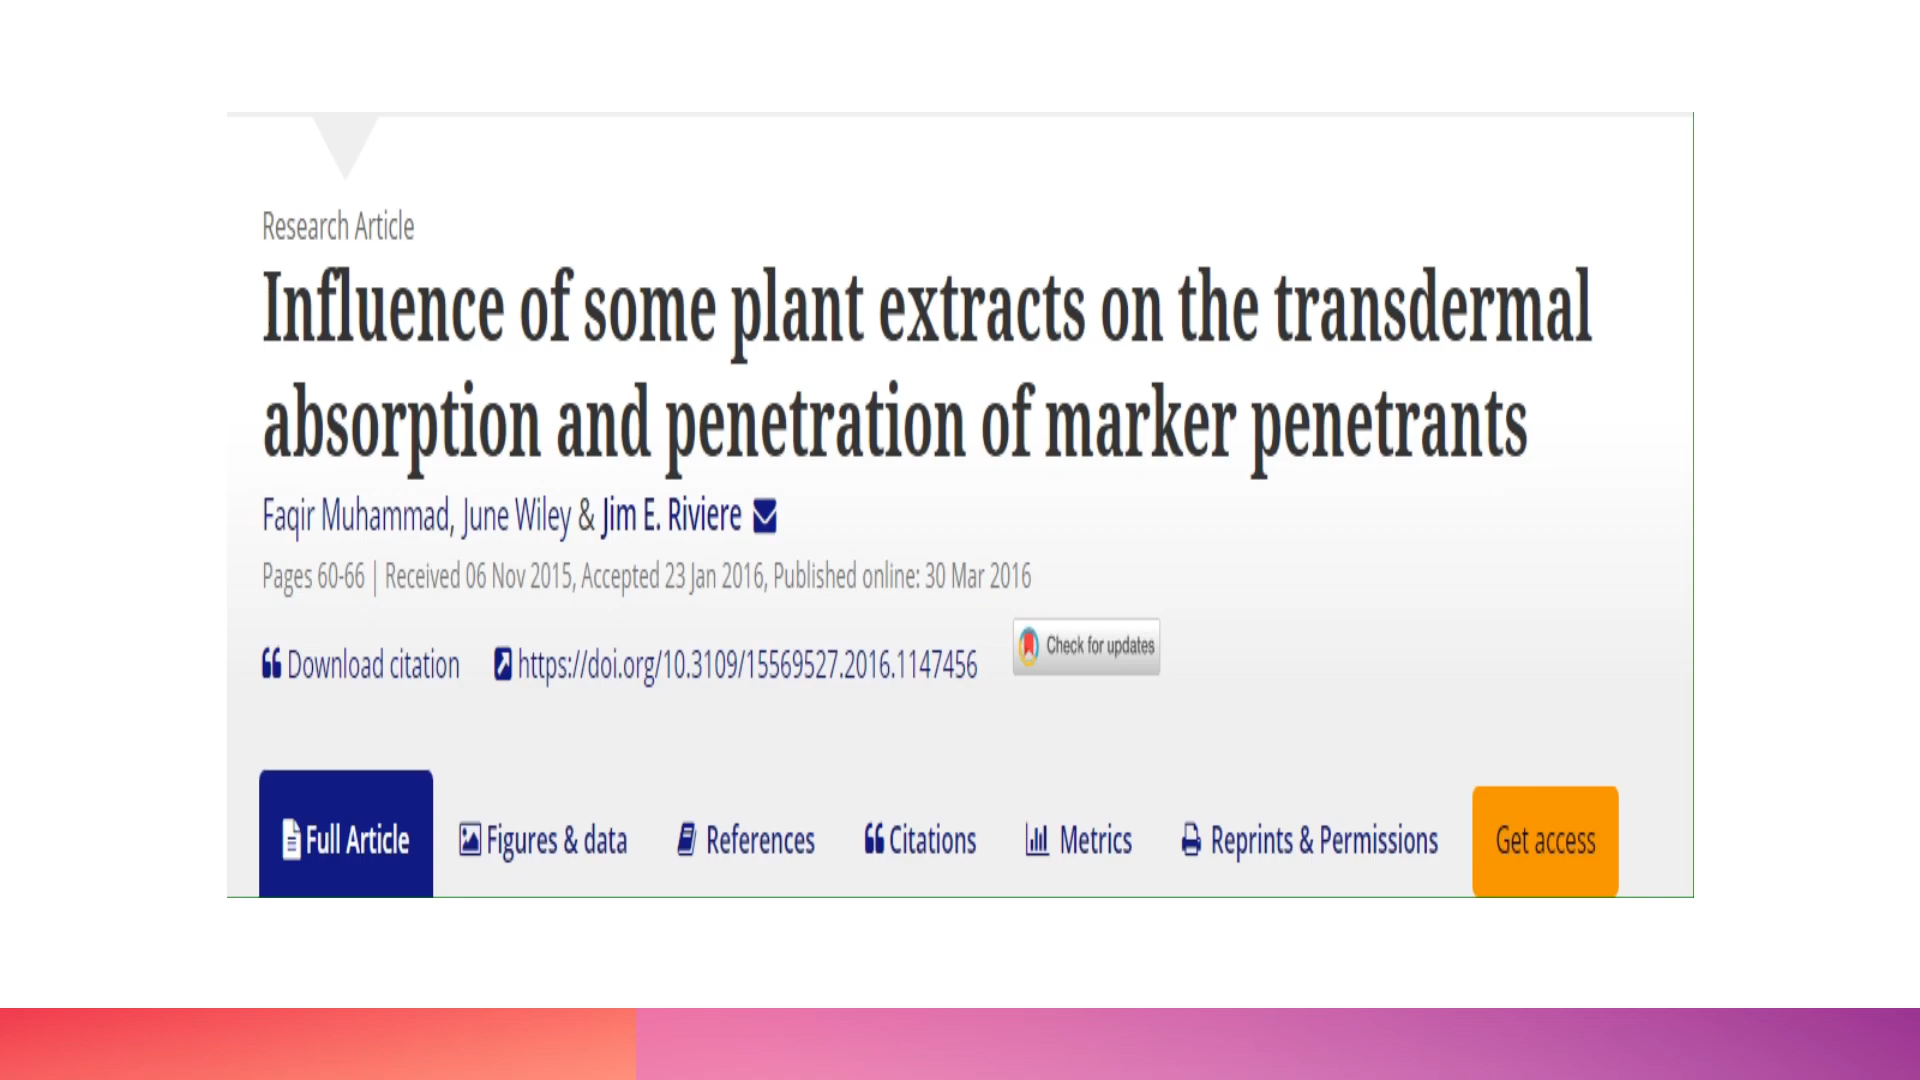 Research Article
Influence of some plant extracts on the transdermal
absorption and penetration of marker penetrants
Faqir Muhammad, June Wiley & Jim E. Riviere
Pages 60-66 | Received 06 Nov 2015, Accepted 23 Jan 2016, Published online: 30 Mar 2016
Download citation https://doi.org/10.3109/15569527.2016.1147456 Check for updates
Full Article Figures & data References Citations Metrics Reprints & Permissions Get access